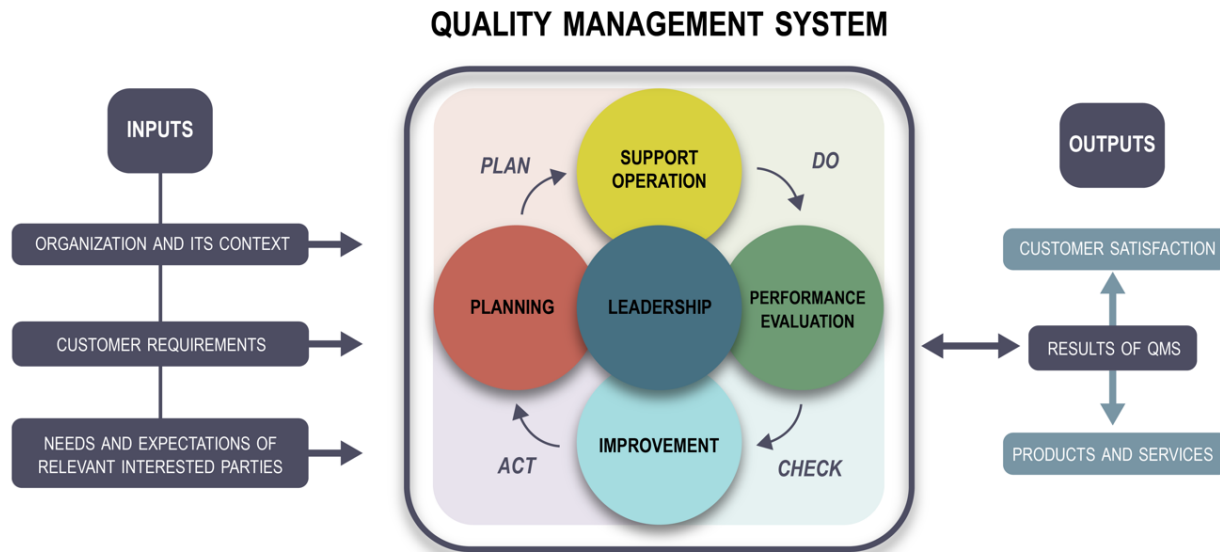 QUALITY MANAGEMENT SYSTEM
INPUTS
ORGANIZATION AND ITS CONTEXT
CUSTOMER REQUIREMENTS
NEEDS AND EXPECTATIONS OF
RELEVANT INTERESTED PARTIES
PLAN
SUPPORT
OPERATION
DO
PLANNING
LEADERSHIP
PERFORMANCE
EVALUATION
ACT
IMPROVEMENT
CHECK
OUTPUTS
CUSTOMER SATISFACTION
RESULTS OF QMS
PRODUCTS AND SERVICES